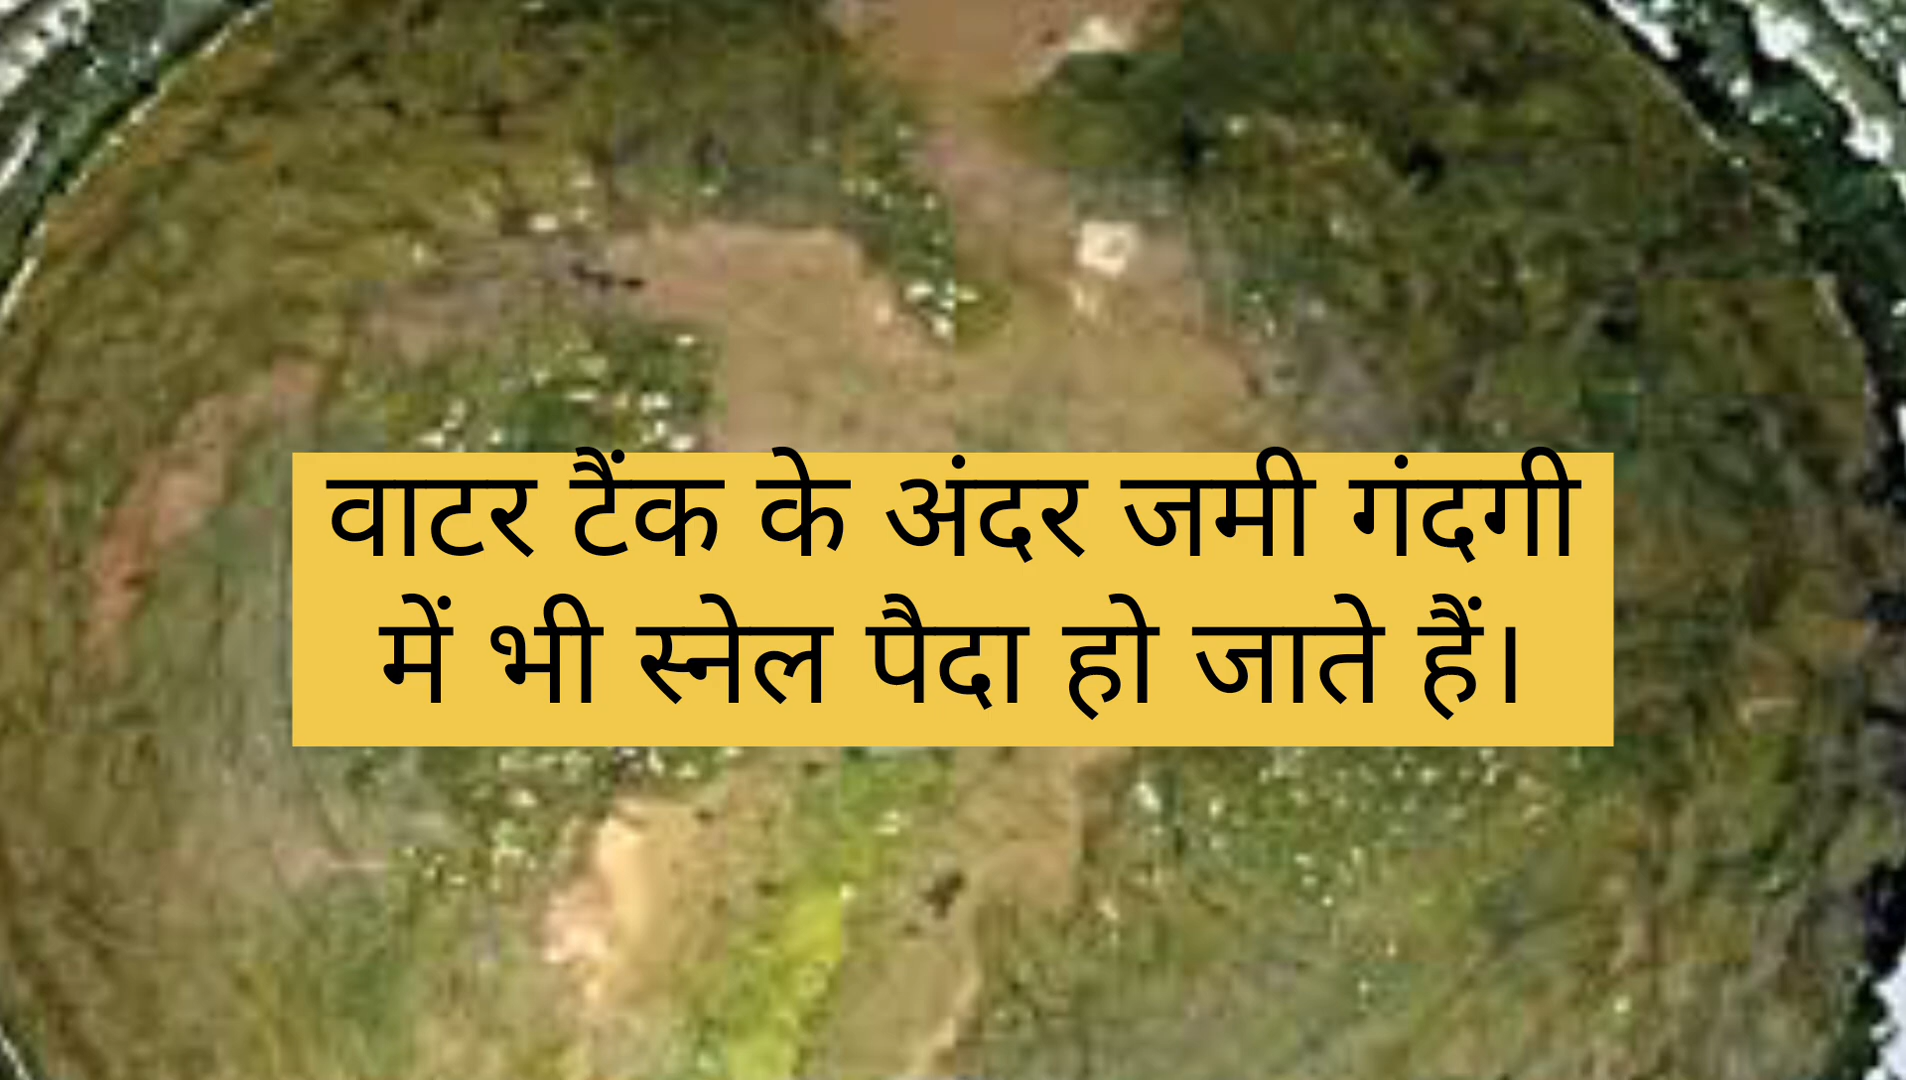 वाटर टैंक के अंदर जमी गंदगी
में भी स्नेल पैदा हो जाते हैं।